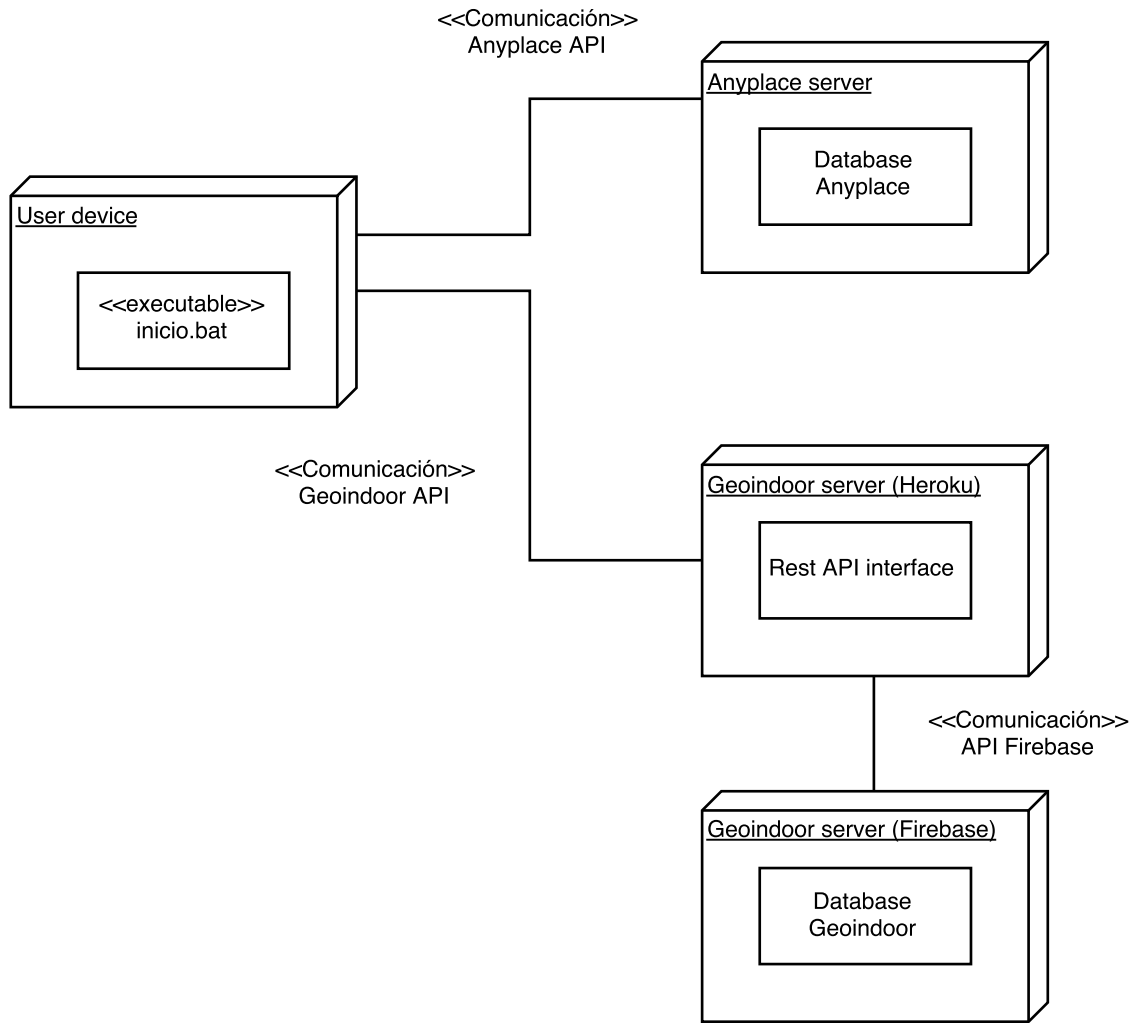 <<Comunicación>>
Anyplace API
Anyplace server
Database
Anyplace
User device
<<executable>>
inicio.bat
<<Comunicación>>
Geoindoor API
Geoindoor server (Heroku)
Rest API interface
<<Comunicación>>
API Firebase
Geoindoor server (Firebase)
Database
Geoindoor